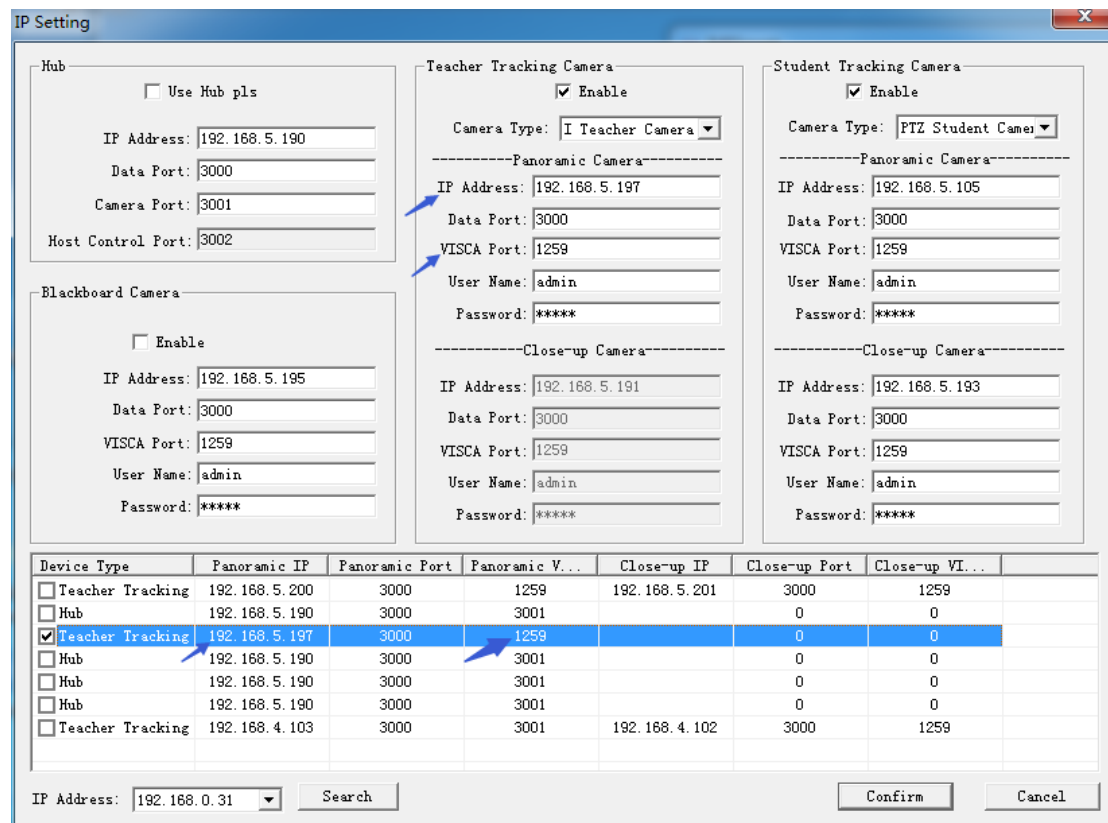 IP Setting
Hub
Use Hub pls
IP Address: 192.168.5.190
Data Port: 3000
Camera Port: 3001
Host Control Port: 3002
Blackboard Camera
Enable
IP Address: 192.168.5.195
Data Port: 3000
VISCA Port: 1259
User Name: admin
Password: *****
Teacher Tracking Camera
Enable
Camera Type: I Teacher Camera
----------Panoramic Camera----------
IP Address: 192.168.5.197
Data Port: 3000
VISCA Port: 1259
User Name: admin
Password: *****
-----------Close-up Camera----------
IP Address: 192.168.5.191
Data Port: 3000
VISCA Port: 1259
User Name: admin
Password: *****
Student Tracking Camera
Enable
Camera Type: PTZ Student
----------Panoramic Camera----------
IP Address: 192.168.5.105
Data Port: 3000
VISCA Port: 1259
User Name: admin
Password: *****
-----------Close-up Camera----------
IP Address: 192.168.5.193
Data Port: 3000
VISCA Port: 1259
User Name: admin
Password: *****
Device Type Panoramic IP Panoramic Port Panoramic V... Close-up IP Close-up Port Close-up VI...
Teacher Tracking 192.168.5.200 3000 1259 192.168.5.201 3000 1259
Hub 192.168.5.190 3000 3001 0 0
Teacher Tracking 192.168.5.197 3000 1259 0 0
Hub 192.168.5.190 3000 3001 0 0
Hub 192.168.5.190 3000 3001 0 0
Hub 192.168.5.190 3000 3001 0 0
Teacher Tracking 192.168.4.103 3000 3001 192.168.4.102 3000 1259
IP Address: 192.168.0.31 Search Confirm Cancel